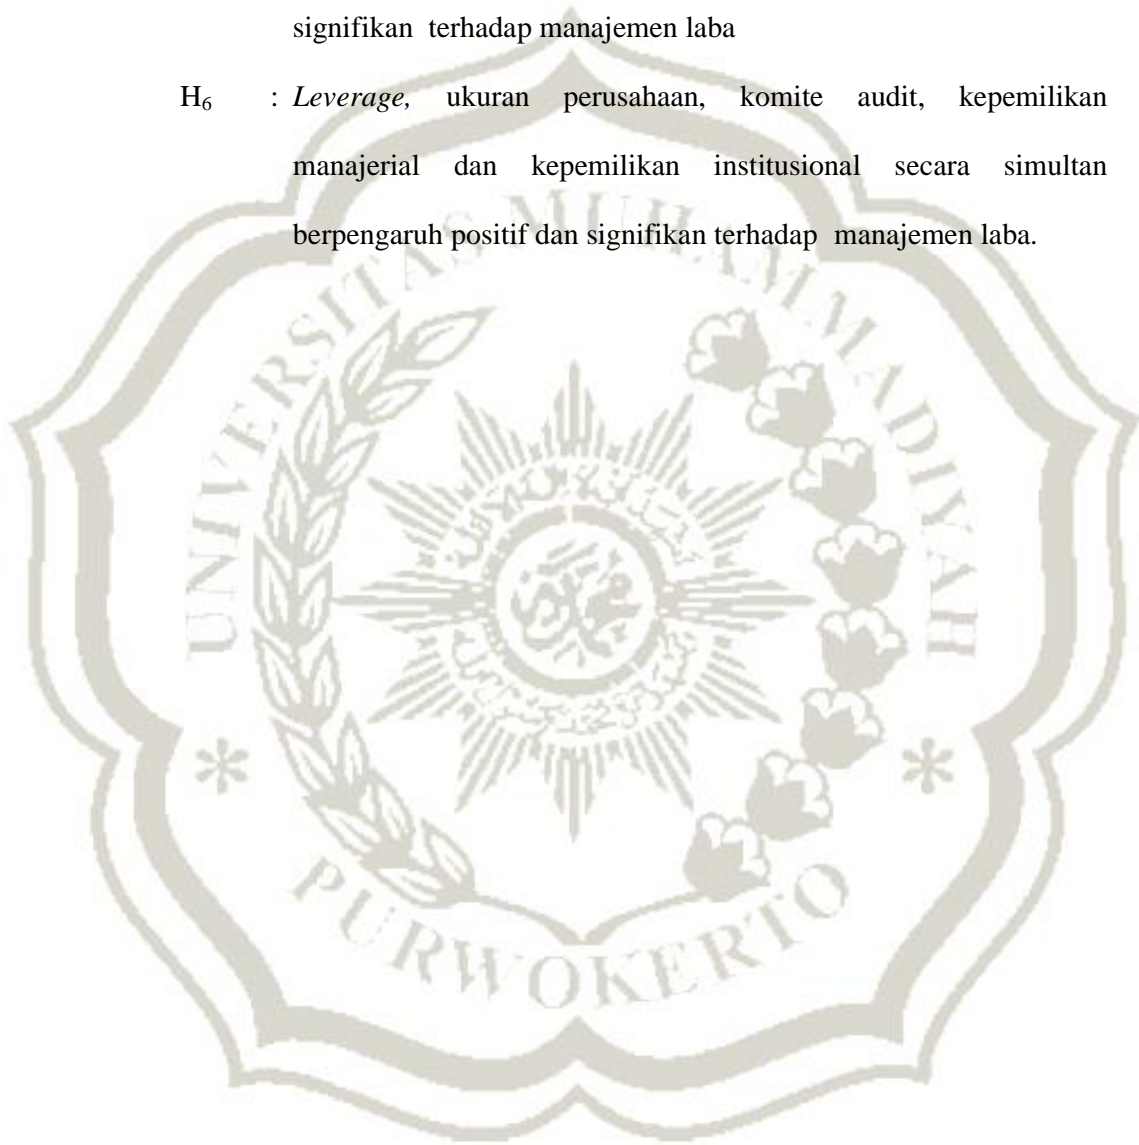 signifikan terhadap manajemen laba
H₆ : Leverage, ukuran perusahaan, komite audit, kepemilikan
manajerial dan kepemilikan institusional secara simultan
berpengaruh positif dan signifikan terhadap manajemen laba.
UNIVERSITAS MUHAMMADIYAH
* *
PURWOKERTO